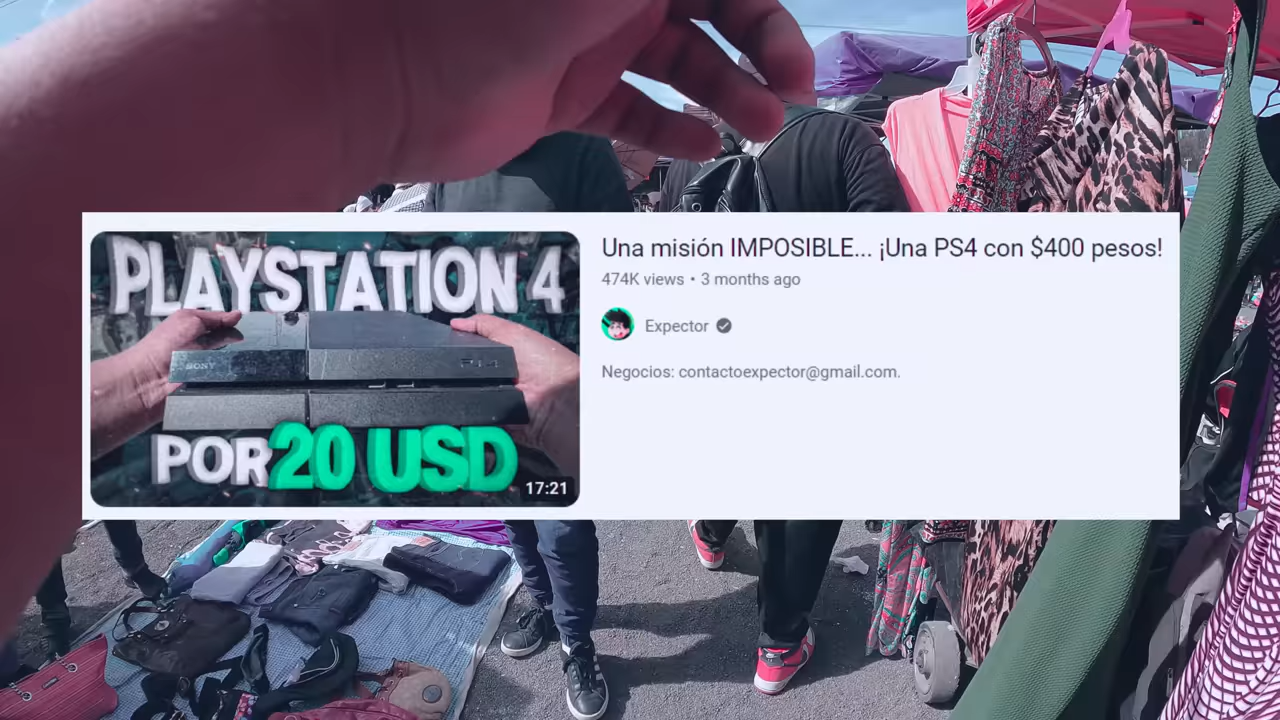 PLAYSTATION 4
SONY
PS4
POR 20 USD
17:21
Una misión IMPOSIBLE... ¡Una PS4 con $400 pesos!
474K views • 3 months ago
Expector
Negocios: contactoexpector@gmail.com.